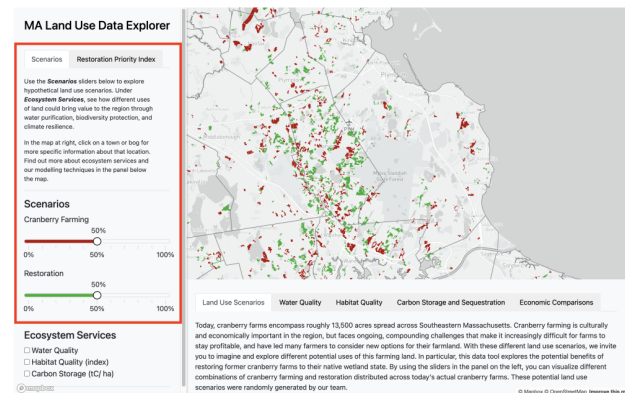 MA Land Use Data Explorer
Scenarios
Restoration Priority Index
Use the Scenarios sliders below to explore
hypothetical land use scenarios. Under
Ecosystem Services, see how different uses
of land could bring value to the region through
water purification, biodiversity protection, and
climate resilience.
In the map at right, click on a town or bog for
more specific information about that location.
Find out more about ecosystem services and
our modelling techniques in the panel below
the map.
Scenarios
Cranberry Farming
50%
0% 50% 100%
Restoration
50%
0% 50% 100%
Ecosystem Services
Water Quality
Habitat Quality (index)
Carbon Storage (tC/ ha)
mapbox
Land Use Scenarios
Water Quality
Habitat Quality
Carbon Storage and Sequestration
Economic Comparisons
Today, cranberry farms encompass roughly 13,500 acres spread across Southeastern Massachusetts. Cranberry farming is culturally
and economically important in the region, but faces ongoing, compounding challenges that make it increasingly difficult for farms to
stay profitable, and have led many farmers to consider new options for their farmland. With these different land use scenarios, we invite
you to imagine and explore different potential uses of this farming land. In particular, this data tool explores the potential benefits of
restoring former cranberry farms to their native wetland state. By using the sliders in the panel on the left, you can visualize different
combinations of cranberry farming and restoration distributed across today's actual cranberry farms. These potential land use
scenarios were randomly generated by our team.
© Mapbox © OpenStreetMap Improve this m